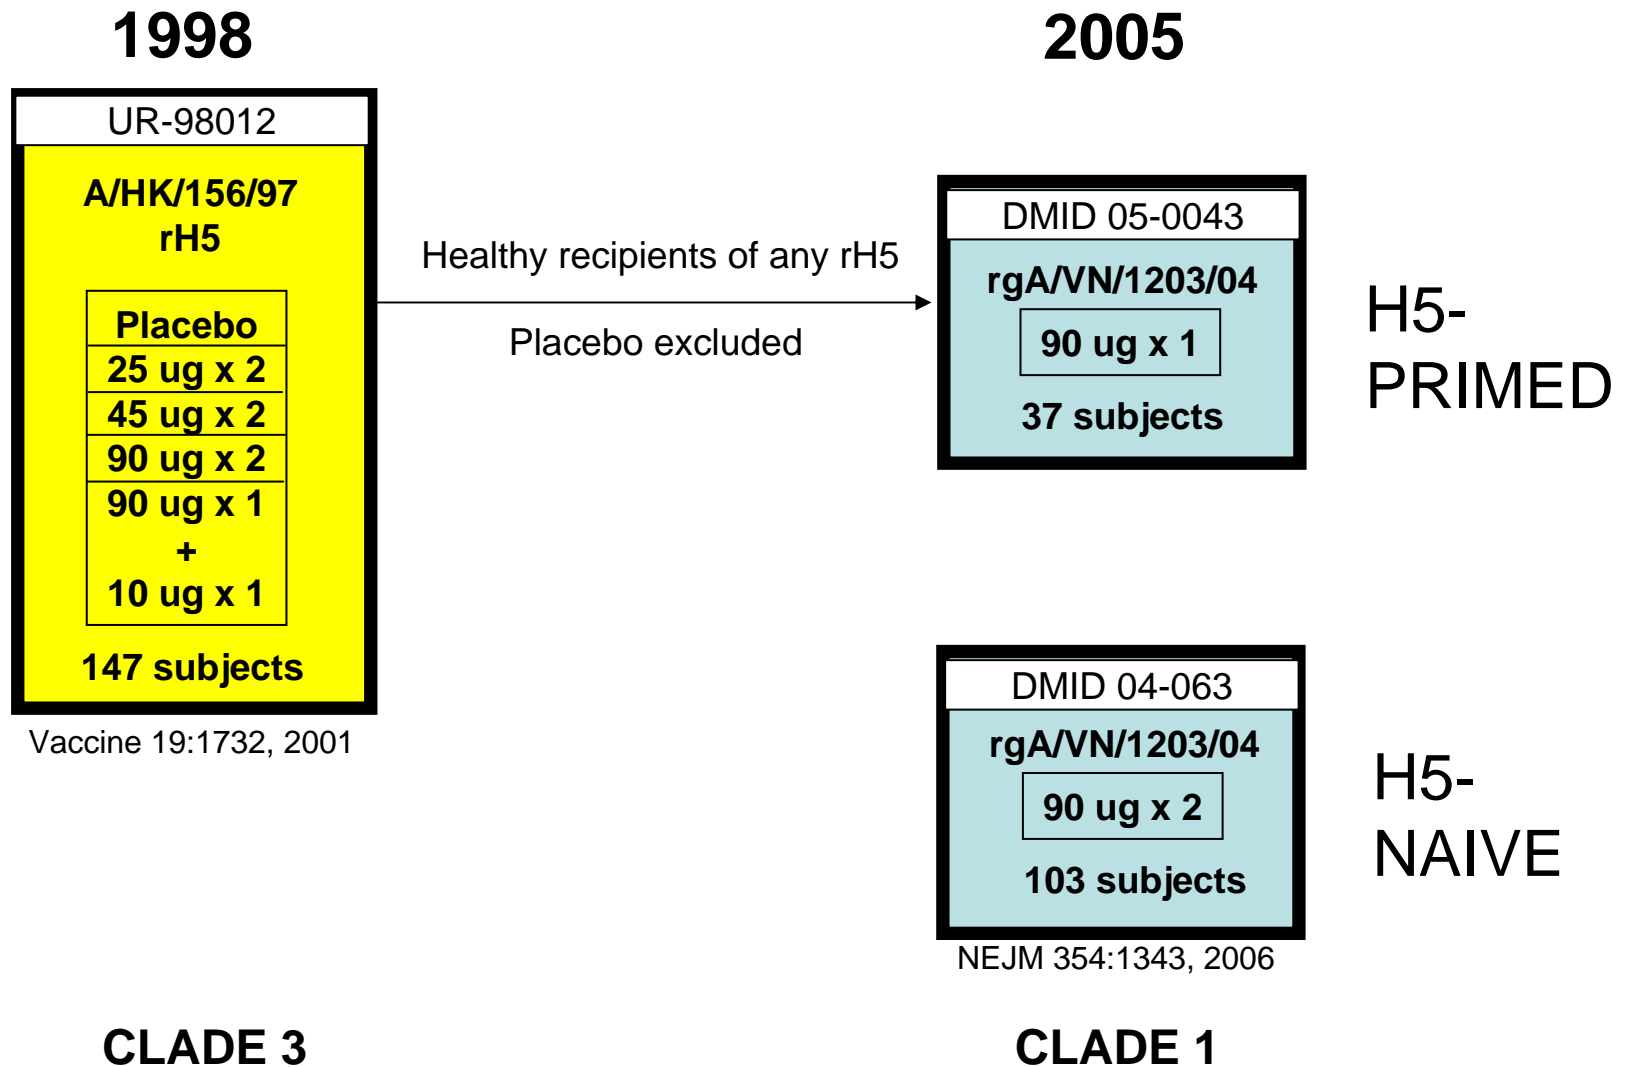 1998
UR-98012
A/HK/156/97
rH5
Placebo
25 ug x 2
45 ug x 2
90 ug x 2
90 ug x 1
+
10 ug x 1
147 subjects
Vaccine 19:1732, 2001
CLADE 3
Healthy recipients of any rH5
Placebo excluded
2005
DMID 05-0043
rgA/VN/1203/04
90 ug x 1
37 subjects
H5-
PRIMED
DMID 04-063
rgA/VN/1203/04
90 ug x 2
103 subjects
NEJM 354:1343, 2006
H5-
NAIVE
CLADE 1